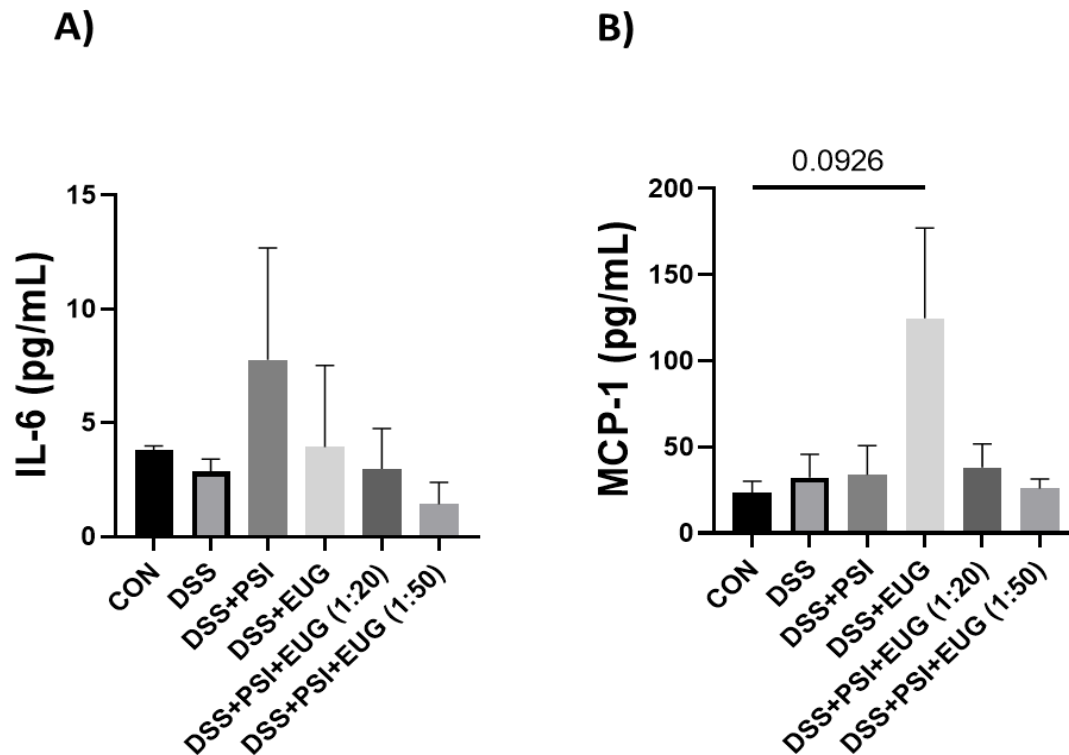 A)
IL-6 (pg/mL)
15
10
5
0
CON
DSS
DSS+PSI
DSS+EUG
DSS+PSI+EUG (1:20)
DSS+PSI+EUG (1:50)
B)
0.0926
MCP-1 (pg/mL)
200
150
100
50
0
CON
DSS
DSS+PSI
DSS+EUG
DSS+PSI+EUG (1:20)
DSS+PSI+EUG (1:50)